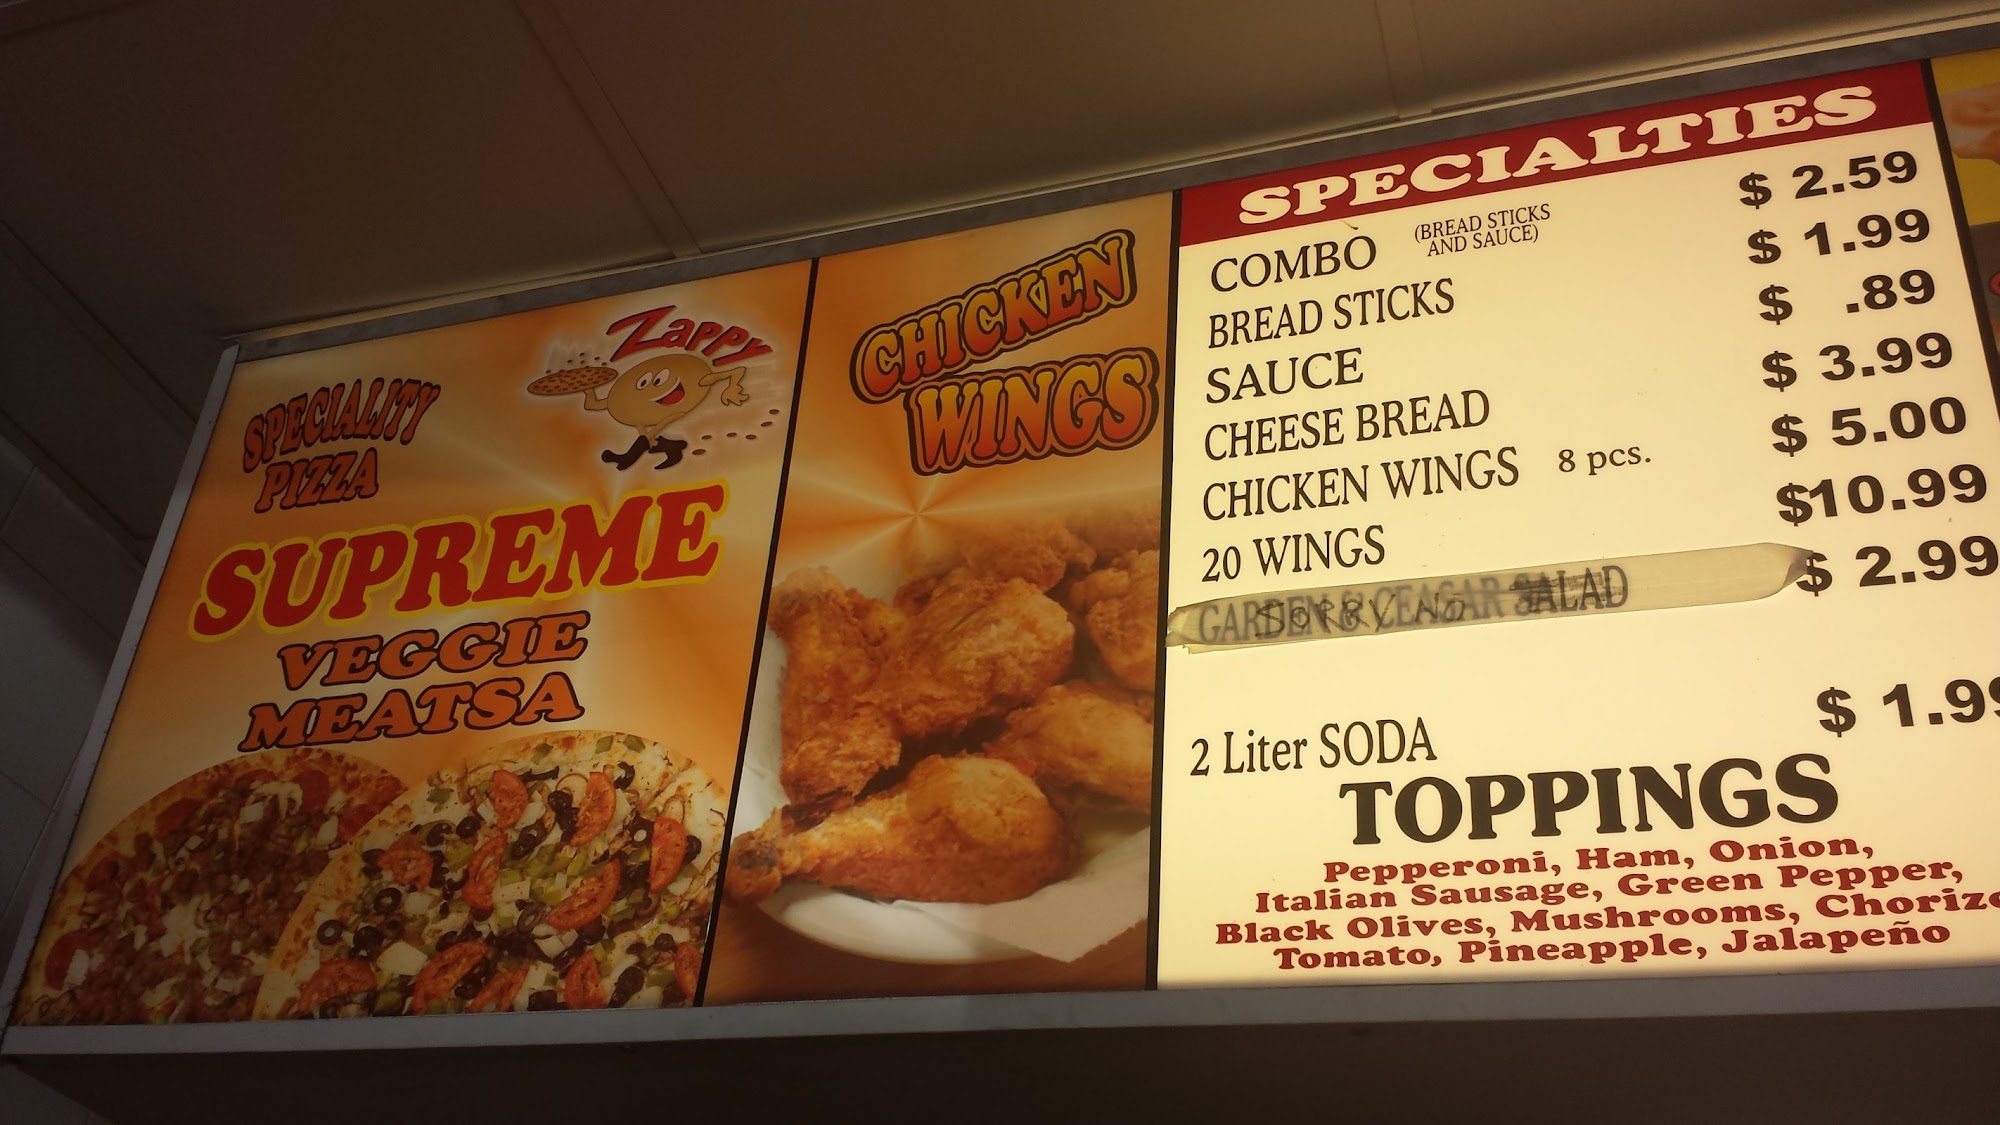 SPECIALITY
PIZZA
Zappy
SUPREME
VEGGIE
MEATSA
CHICKEN
WINGS
SPECIALTIES
COMBO (BREAD STICKS AND SAUCE) $ 2.59
BREAD STICKS $ 1.99
SAUCE $ .89
CHEESE BREAD $ 3.99
CHICKEN WINGS 8 pcs. $ 5.00
20 WINGS $10.99
GARDEN & CEASAR SALAD $ 2.99
SORRY NO
2 Liter SODA $ 1.99
TOPPINGS
Pepperoni, Ham, Onion,
Italian Sausage, Green Pepper,
Black Olives, Mushrooms, Chorizo
Tomato, Pineapple, Jalapeño